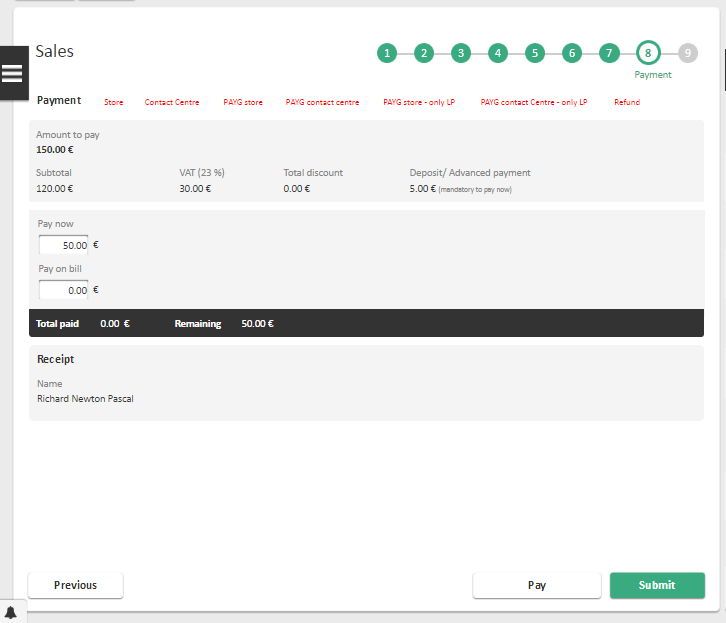 Sales
1 2 3 4 5 6 7 8 9
Payment
Payment Store Contact Centre PAYG store PAYG contact centre PAYG store - only LP PAYG contact Centre - only LP Refund
Amount to pay
150.00 €
Subtotal VAT (23 %) Total discount Deposit/ Advanced payment
120.00 € 30.00 € 0.00 € 5.00 € (mandatory to pay now)
Pay now
50.00 €
Pay on bill
0.00 €
Total paid 0.00 € Remaining 50.00 €
Receipt
Name
Richard Newton Pascal
Previous Pay Submit